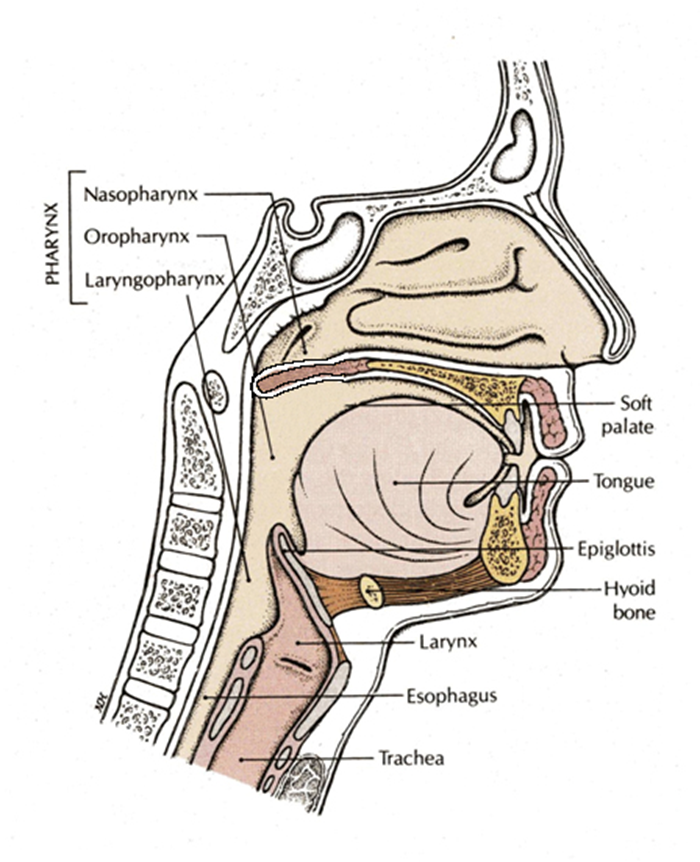 PHARYNX
Nasopharynx
Oropharynx
Laryngopharynx
Soft
palate
Tongue
Epiglottis
Hyoid
bone
Larynx
Esophagus
Trachea